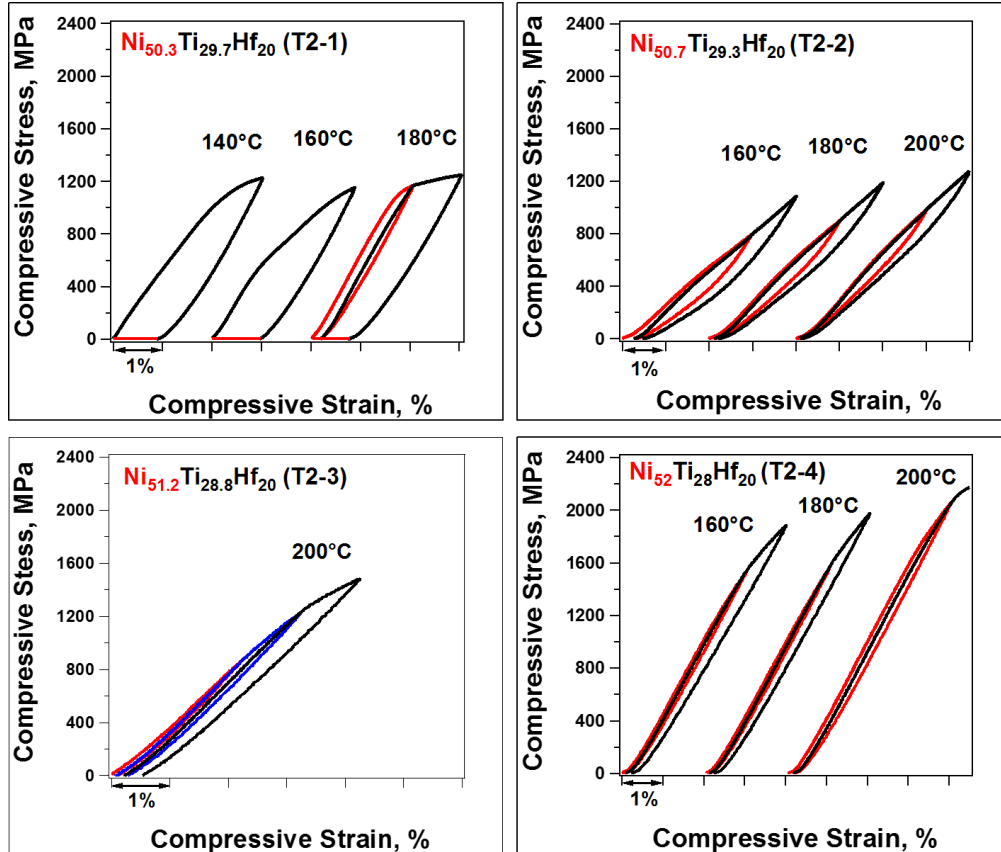 Ni50.3Ti29.7Hf20 (T2-1)
Compressive Stress, MPa
2400
2000
1600
1200
800
400
0
140°C 160°C 180°C
1%
Compressive Strain, %
Ni50.7Ti29.3Hf20 (T2-2)
Compressive Stress, MPa
2400
2000
1600
1200
800
400
0
160°C 180°C 200°C
1%
Compressive Strain, %
Ni51.2Ti28.8Hf20 (T2-3)
Compressive Stess, MPa
2400
2000
1600
1200
800
400
0
200°C
1%
Compressive Strain, %
Ni52Ti28Hf20 (T2-4)
Compressive Stress, MPa
2400
2000
1600
1200
800
400
0
160°C 180°C 200°C
1%
Compressive Strain, %